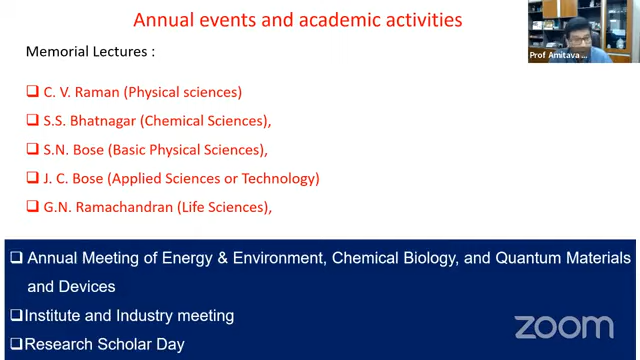 Annual events and academic activities
Prof Amitava ...
Memorial Lectures :
C. V. Raman (Physical sciences)
S.S. Bhatnagar (Chemical Sciences),
S.N. Bose (Basic Physical Sciences),
J. C. Bose (Applied Sciences or Technology)
G.N. Ramachandran (Life Sciences),
Annual Meeting of Energy & Environment, Chemical Biology, and Quantum Materials
and Devices
Institute and Industry meeting
Research Scholar Day
zoom